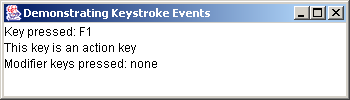 Demonstrating Keystroke Events
Key pressed: F1
This key is an action key
Modifier keys pressed: none